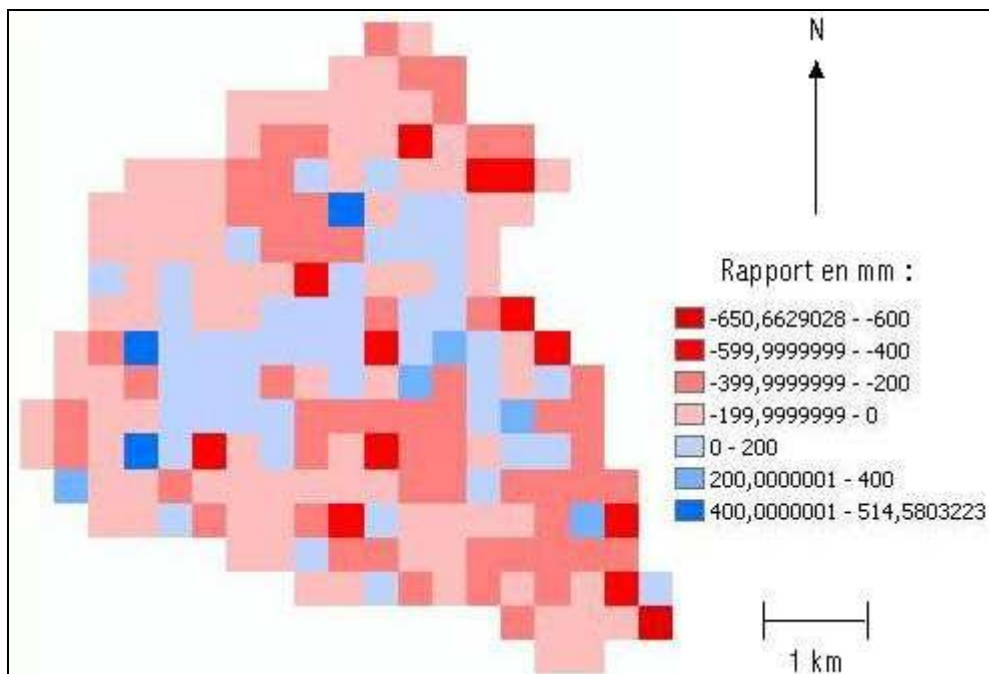 N
Rapport en mm :
-650,6629028 - -600
-599,9999999 - -400
-399,9999999 - -200
-199,9999999 - 0
0 - 200
200,0000001 - 400
400,0000001 - 514,5803223
1 km